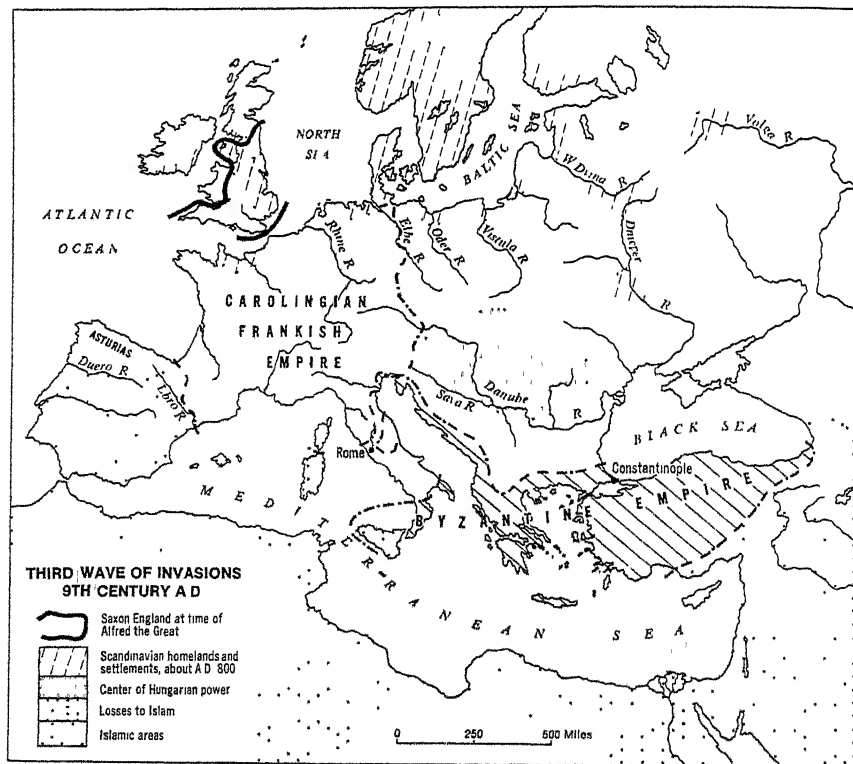 NORTH
SI 4
BALTIC SEA
Volga R
W Dvina R
Dnieper
R
ATLANTIC
OCEAN
Rhine R
Elbe R
Oder R
Vistula R
CAROLINGIAN
FRANKISH
EMPIRE
ASTURIAS
Duero R
Ebro R
Danube
R
Sava R
BLACK SEA
Rome
Constantinople
BYZANTINE EMPIRE
MEDITERRANEAN SEA
THIRD WAVE OF INVASIONS
9TH CENTURY A D
Saxon England at time of
Alfred the Great
Scandinavian homelands and
settlements, about A D 800
Center of Hungarian power
Losses to Islam
Islamic areas
0 250 500 Miles